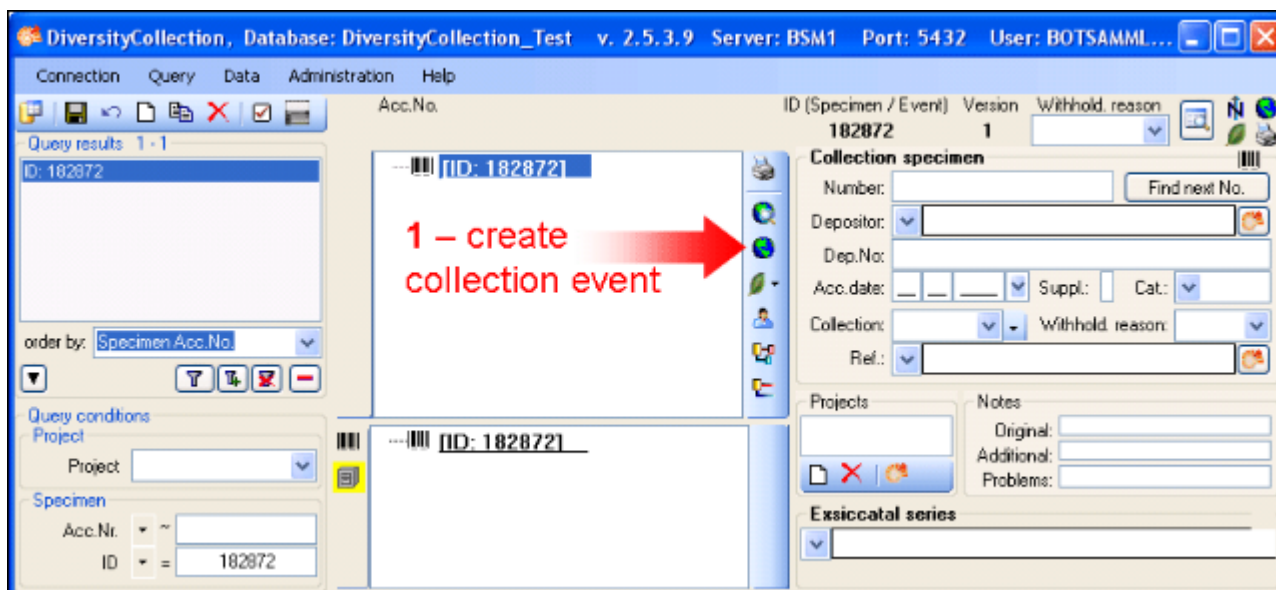 DiversityCollection, Database: DiversityCollection_Test v. 2.5.3.9 Server: BSM1 Port: 5432 User: BOTSAMML...
Connection Query Data Administration Help
Acc.No.
ID (Specimen / Event) Version Withhold. reason
182872 1
Query results 1 - 1
ID: 182872
order by: Specimen Acc.No.
Query conditions
Project
Project
Specimen
Acc.Nr. ~
ID = 182872
[ID: 182872]
1 – create
collection event
[ID: 182872]
Collection specimen
Number: Find next No.
Depositor:
Dep.No:
Acc.date: __ __ ____ Suppl.: Cat.:
Collection: - Withhold. reason:
Ref.:
Projects
Notes
Original:
Additional:
Problems:
Exsiccatal series